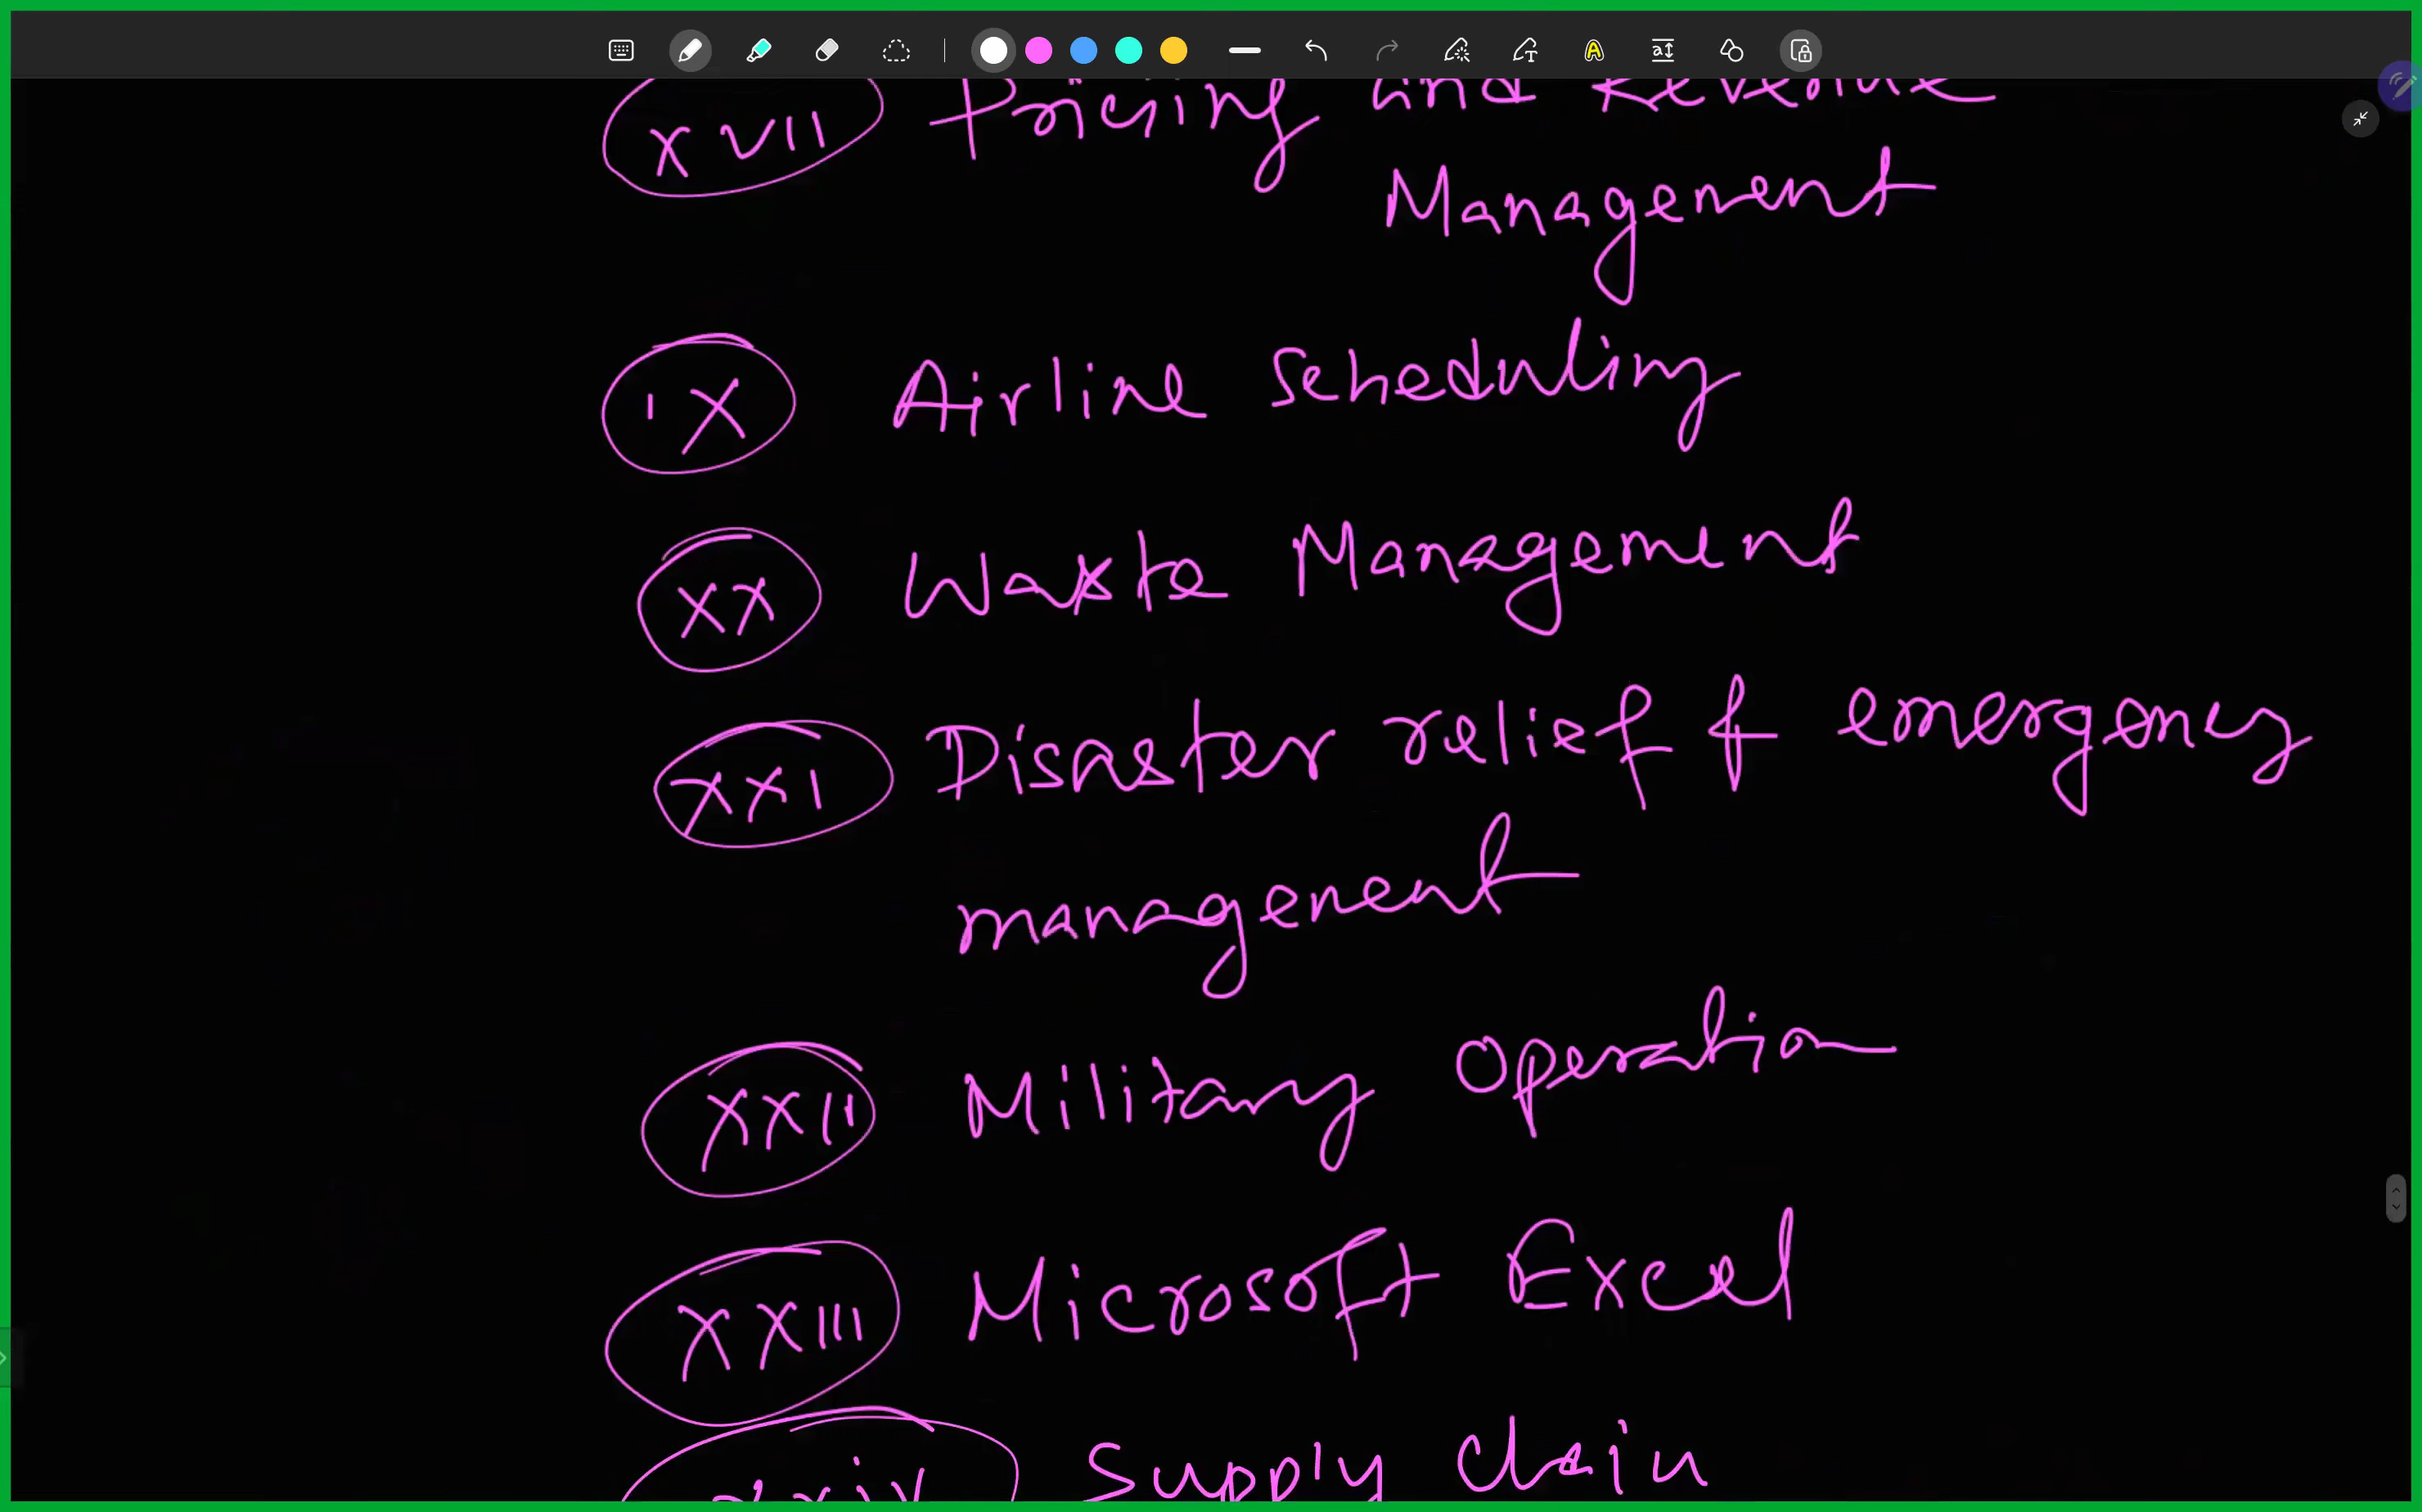 XVII Pricing and Revenue
Management
IX Airline Scheduling
XX Waste Management
XXI Disaster relief & emergency
management
XXII Military Operation
XXIII Microsoft Excel
xxiv Supply chain